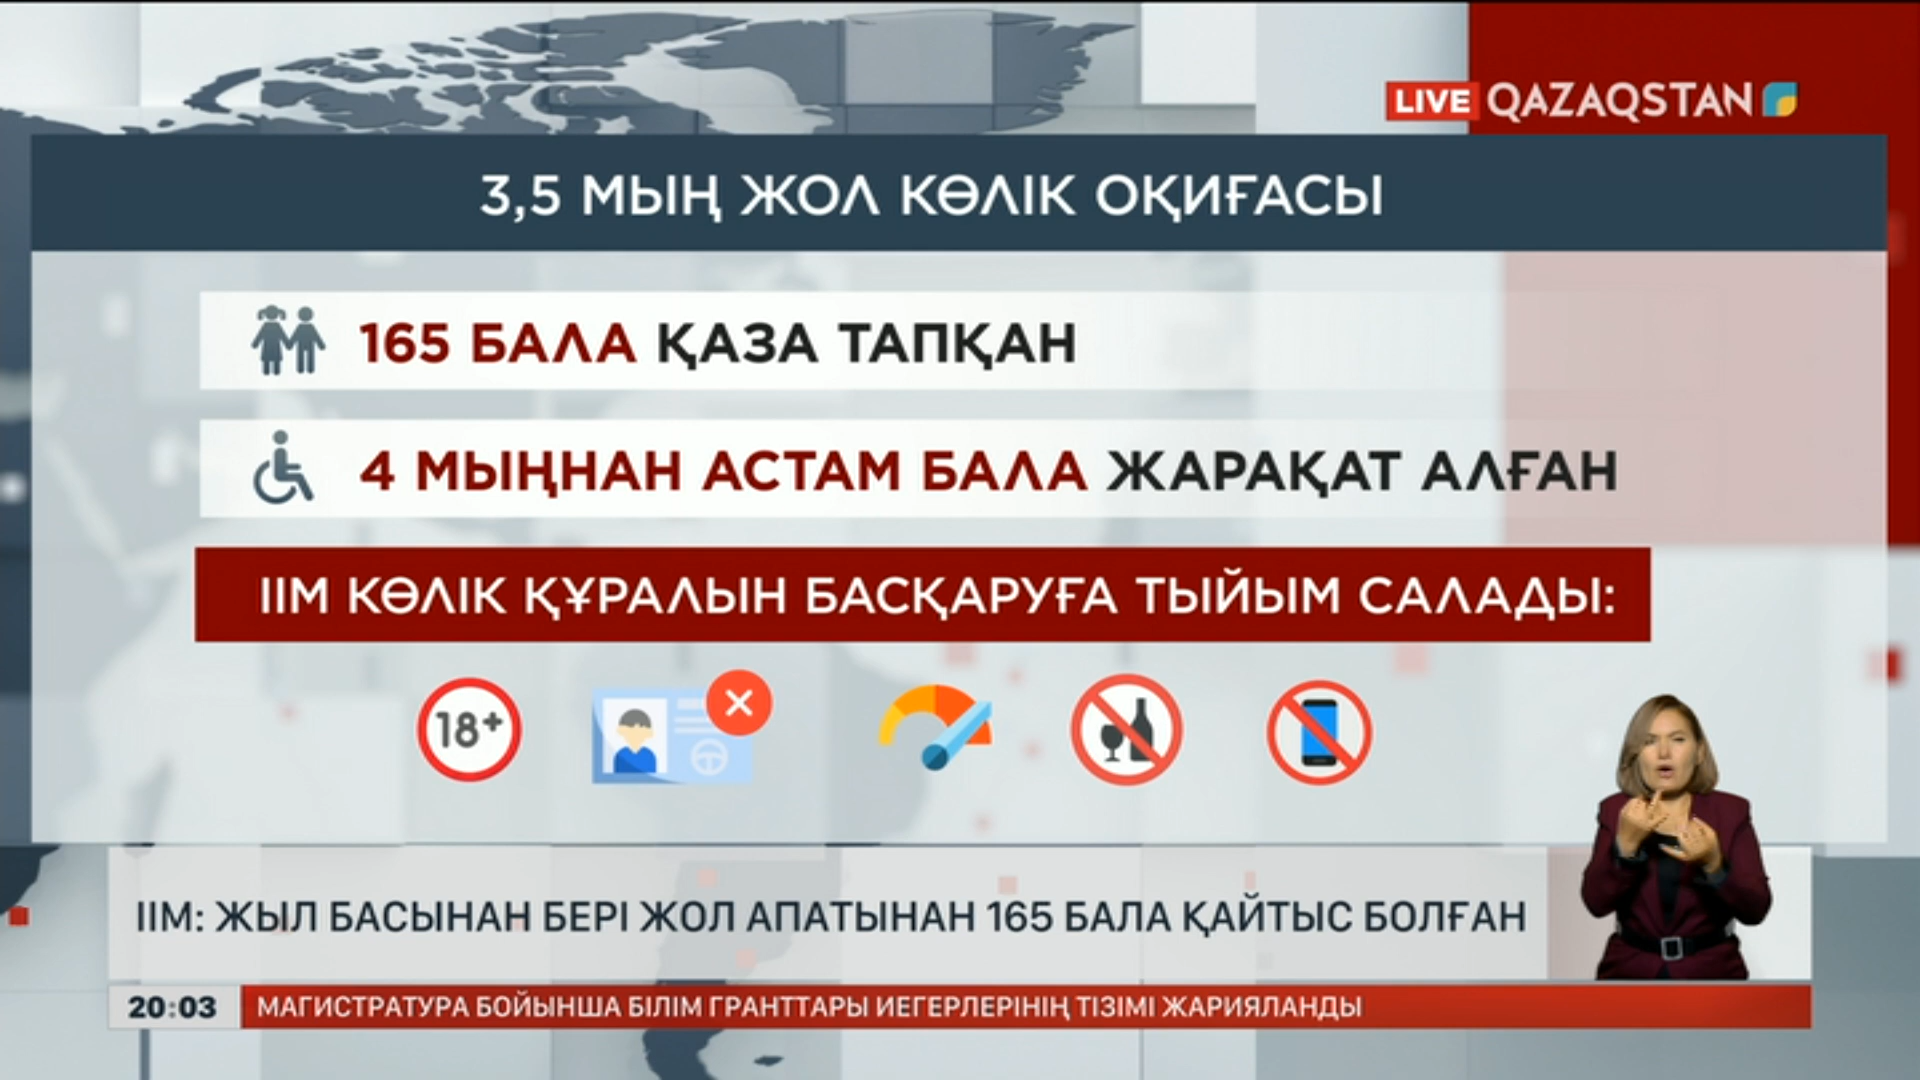 LIVE QAZAQSTAN
3,5 МЫҢ ЖОЛ КӨЛІК ОҚИҒАСЫ
165 БАЛА ҚАЗА ТАПҚАН
4 МЫҢНАН АСТАМ БАЛА ЖАРАҚАТ АЛҒАН
ІІМ КӨЛІК ҚҰРАЛЫН БАСҚАРУҒА ТЫЙЫМ САЛАДЫ:
18+
ІІМ: ЖЫЛ БАСЫНАН БЕРІ ЖОЛ АПАТЫНАН 165 БАЛА ҚАЙТЫС БОЛҒАН
20:03 МАГИСТРАТУРА БОЙЫНША БІЛІМ ГРАНТТАРЫ ИЕГЕРЛЕРІНІҢ ТІЗІМІ ЖАРИЯЛАНДЫ